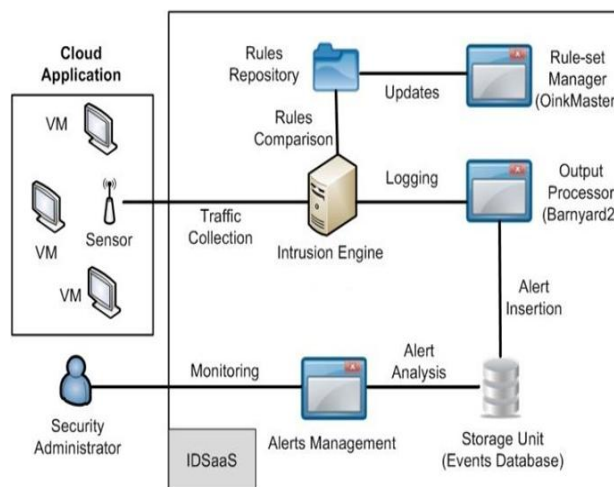 Cloud
Application
VM
VM
Sensor
VM
Rules
Repository
Updates
Rule-set
Manager
(OinkMaster
Rules
Comparison
Traffic
Collection
Intrusion Engine
Logging
Output
Processor
(Barnyard2
Alert
Insertion
Security
Administrator
Monitoring
Alerts Management
Alert
Analysis
Storage Unit
(Events Database)
IDSaaS